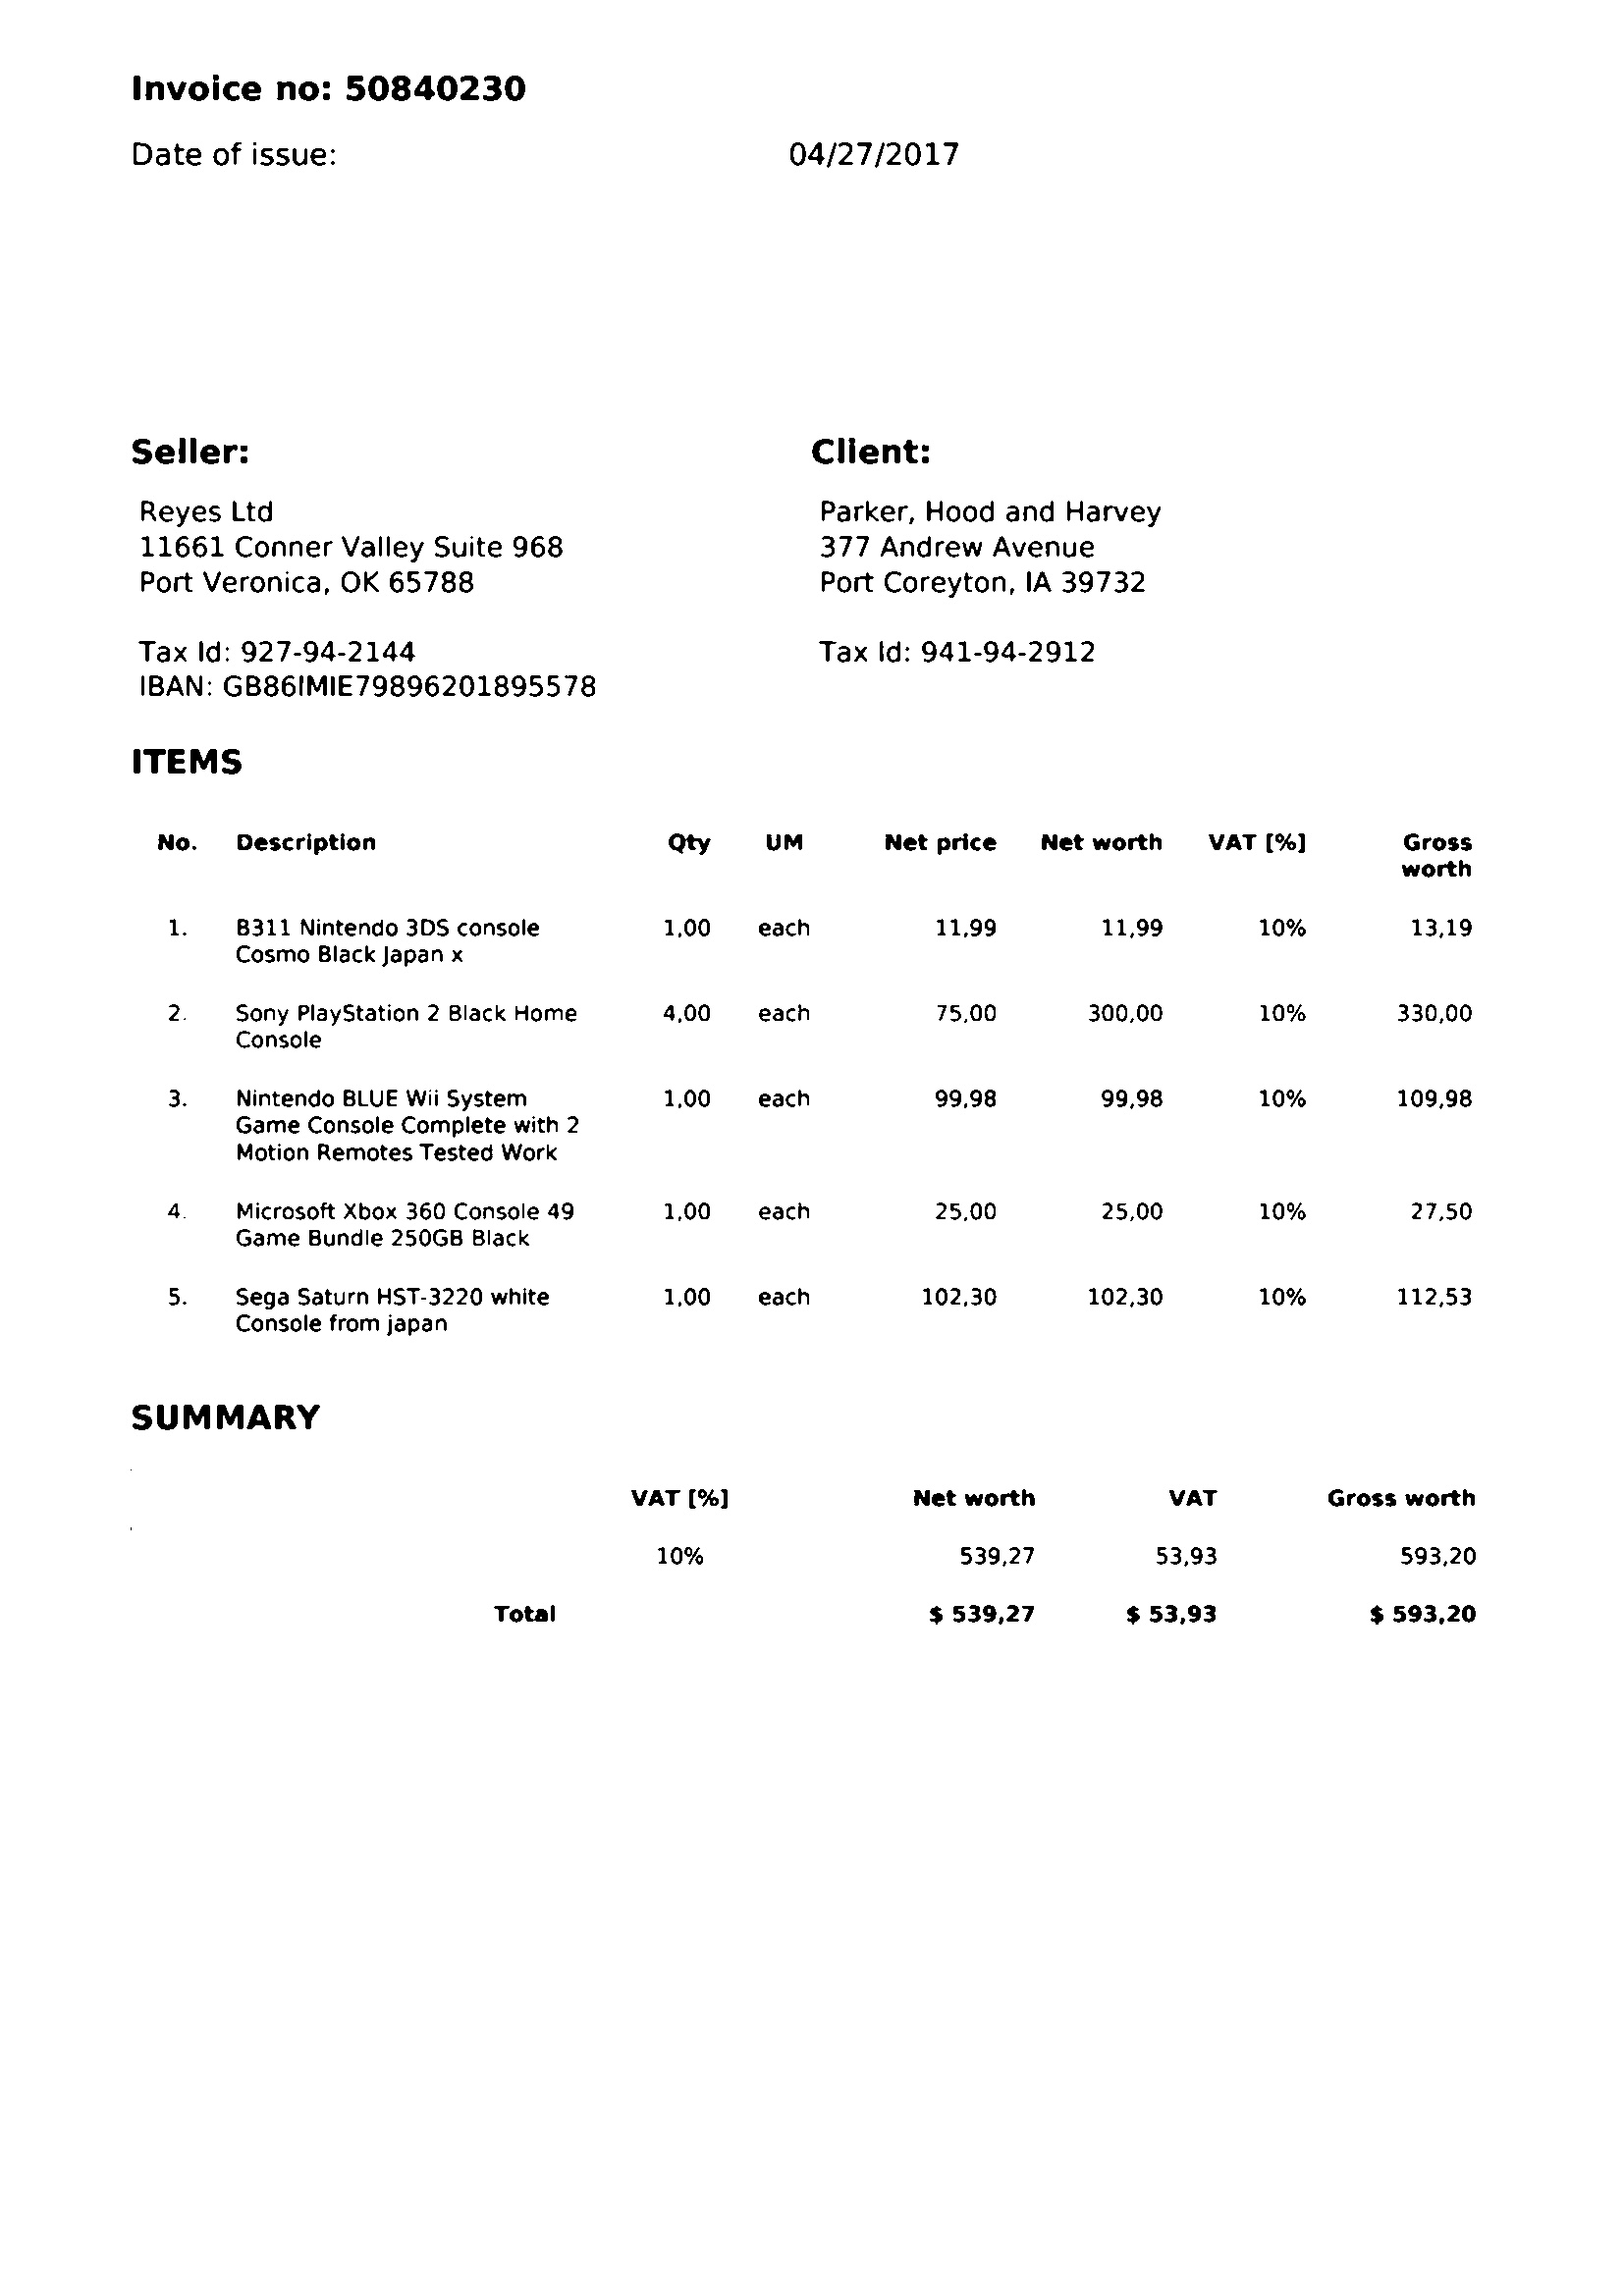 Invoice no: 50840230
Date of issue: 04/27/2017
Seller: Client:
Reyes Ltd Parker, Hood and Harvey
11661 Conner Valley Suite 968 377 Andrew Avenue
Port Veronica, OK 65788 Port Coreyton, IA 39732
Tax Id: 927-94-2144 Tax Id: 941-94-2912
IBAN: GB86IMIE79896201895578
ITEMS
No. Description Qty UM Net price Net worth VAT [%] Gross
worth
1. B311 Nintendo 3DS console 1,00 each 11,99 11,99 10% 13,19
Cosmo Black Japan x
2. Sony PlayStation 2 Black Home 4,00 each 75,00 300,00 10% 330,00
Console
3. Nintendo BLUE Wii System 1,00 each 99,98 99,98 10% 109,98
Game Console Complete with 2
Motion Remotes Tested Work
4. Microsoft Xbox 360 Console 49 1,00 each 25,00 25,00 10% 27,50
Game Bundle 250GB Black
5. Sega Saturn HST-3220 white 1,00 each 102,30 102,30 10% 112,53
Console from japan
SUMMARY
VAT [%] Net worth VAT Gross worth
10% 539,27 53,93 593,20
Total $ 539,27 $ 53,93 $ 593,20